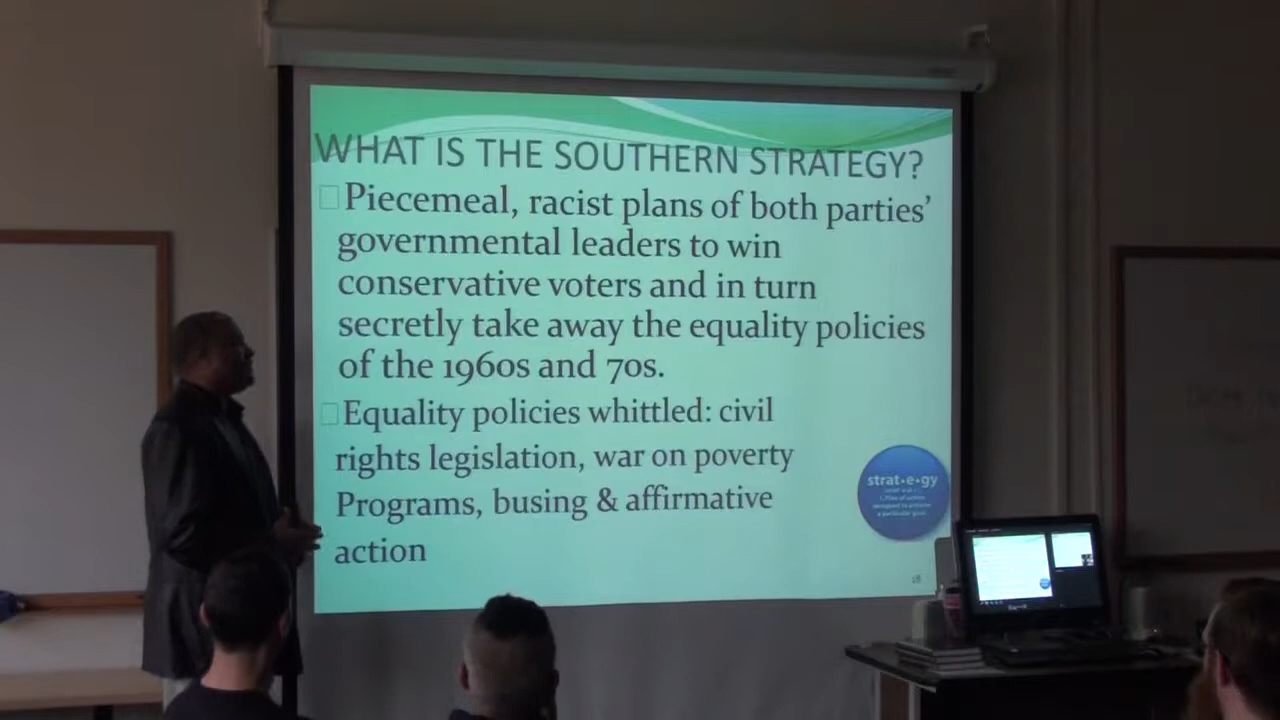 WHAT IS THE SOUTHERN STRATEGY?
Piecemeal, racist plans of both parties’
governmental leaders to win
conservative voters and in turn
secretly take away the equality policies
of the 1960s and 70s.
Equality policies whittled: civil
rights legislation, war on poverty
Programs, busing & affirmative
action
strat•e•gy
18